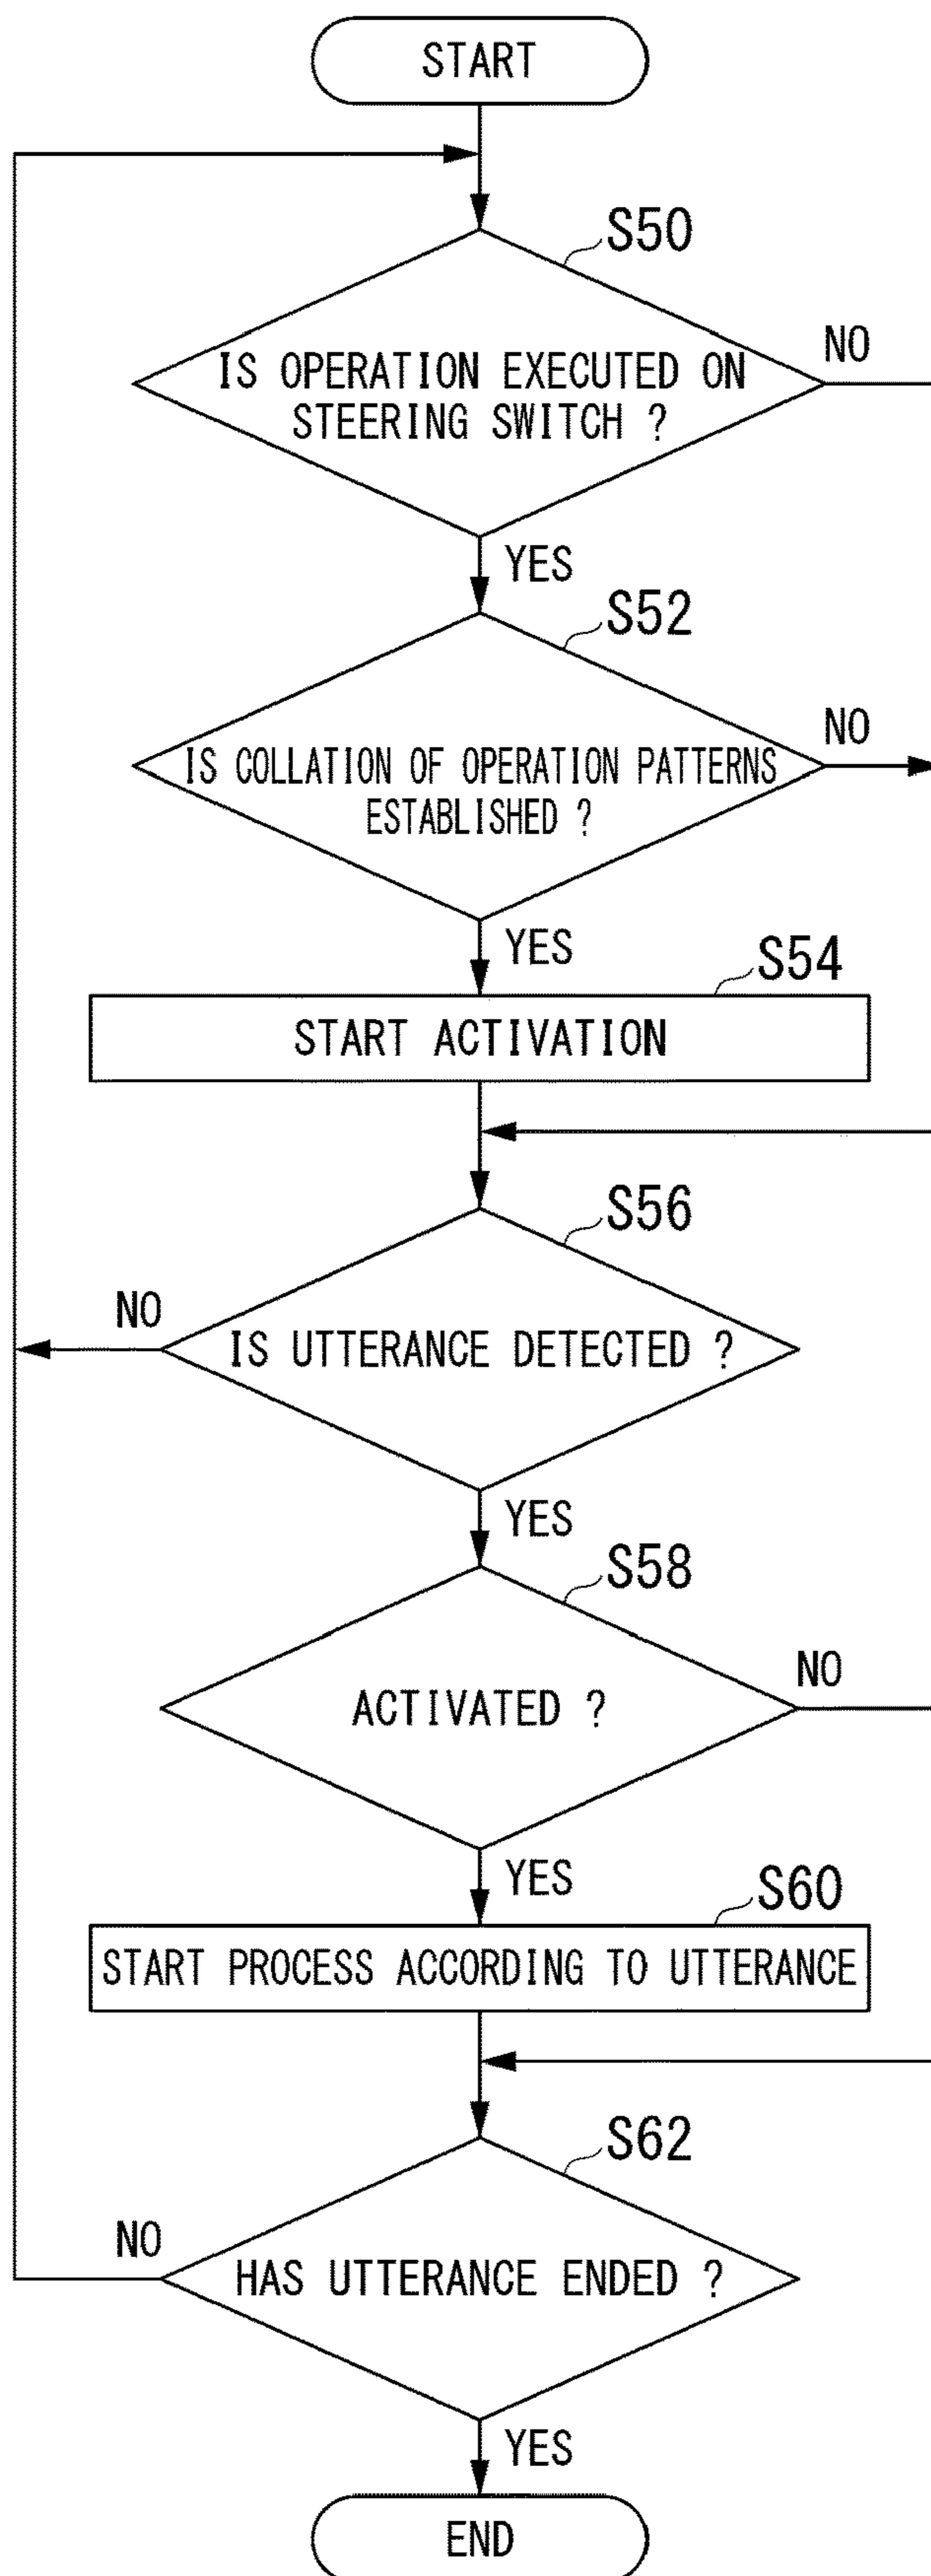 START
S50
IS OPERATION EXECUTED ON
STEERING SWITCH ?
NO
YES
S52
IS COLLATION OF OPERATION PATTERNS
ESTABLISHED ?
NO
YES
S54
START ACTIVATION
S56
NO
IS UTTERANCE DETECTED ?
YES
S58
ACTIVATED ?
NO
YES
S60
START PROCESS ACCORDING TO UTTERANCE
S62
NO
HAS UTTERANCE ENDED ?
YES
END